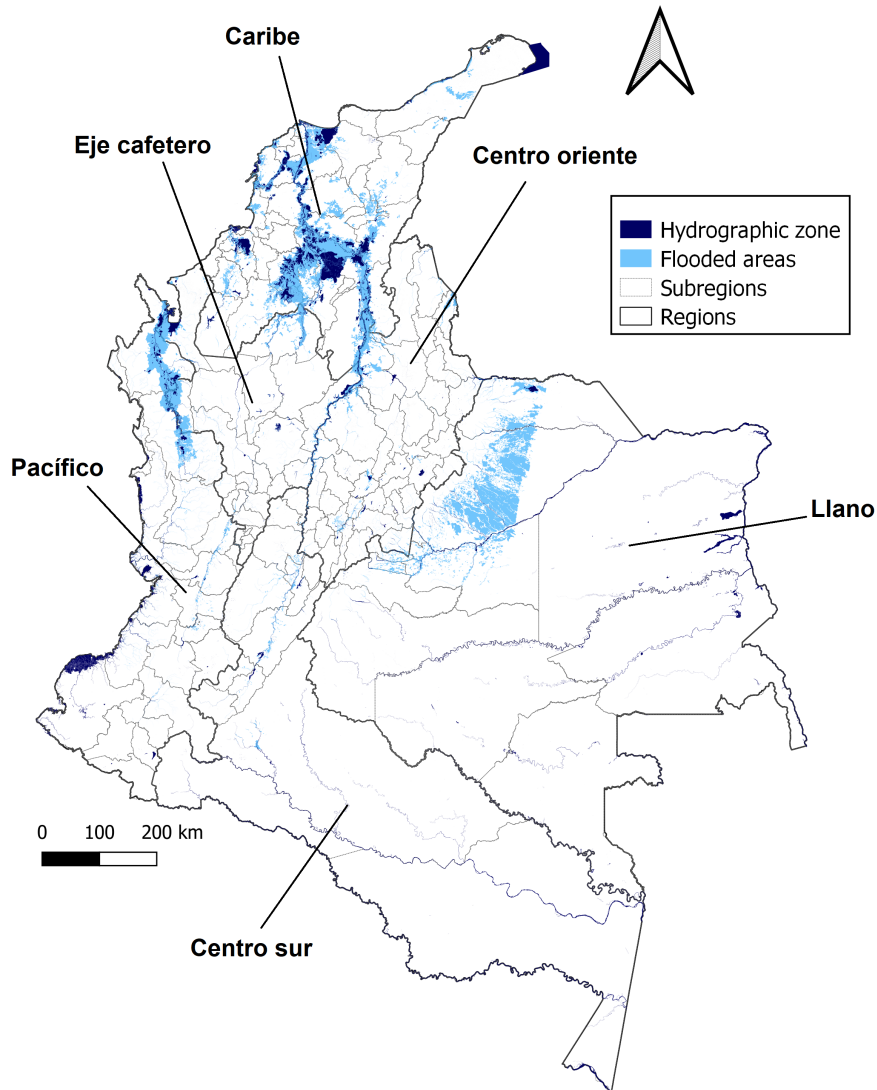 Caribe
Eje cafetero
Centro oriente
Hydrographic zone
Flooded areas
Subregions
Regions
Pacífico
Llano
0 100 200 km
Centro sur